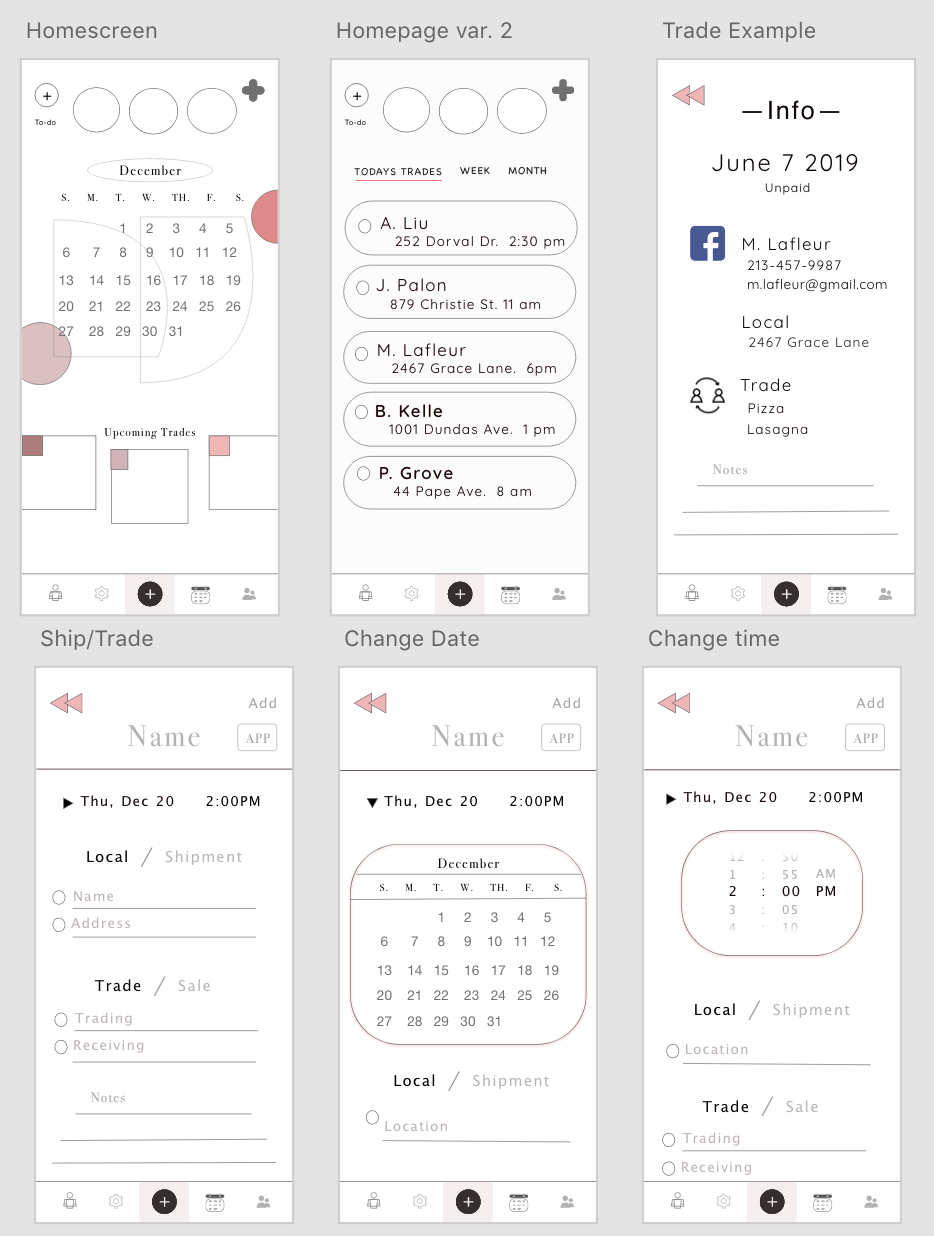 Homescreen
+
To-do
December
S. M. T. W. TH. F. S.
1 2 3 4 5
6 7 8 9 10 11 12
13 14 15 16 17 18 19
20 21 22 23 24 25 26
27 28 29 30 31
Upcoming Trades
+
Homepage var. 2
+
To-do
TODAYS TRADES WEEK MONTH
A. Liu
252 Dorval Dr. 2:30 pm
J. Palon
879 Christie St. 11 am
M. Lafleur
2467 Grace Lane. 6pm
B. Kelle
1001 Dundas Ave. 1 pm
P. Grove
44 Pape Ave. 8 am
+
Trade Example
—Info—
June 7 2019
Unpaid
f
M. Lafleur
213-457-9987
m.lafleur@gmail.com
Local
2467 Grace Lane
Trade
Pizza
Lasagna
Notes
+
Ship/Trade
Add
Name APP
Thu, Dec 20 2:00PM
Local / Shipment
Name
Address
Trade / Sale
Trading
Receiving
Notes
+
Change Date
Add
Name APP
Thu, Dec 20 2:00PM
December
S. M. T. W. TH. F. S.
1 2 3 4 5
6 7 8 9 10 11 12
13 14 15 16 17 18 19
20 21 22 23 24 25 26
27 28 29 30 31
Local / Shipment
Location
+
Change time
Add
Name APP
Thu, Dec 20 2:00PM
12 : 50
1 : 55 AM
2 : 00 PM
3 : 05
4 : 10
Local / Shipment
Location
Trade / Sale
Trading
Receiving
+